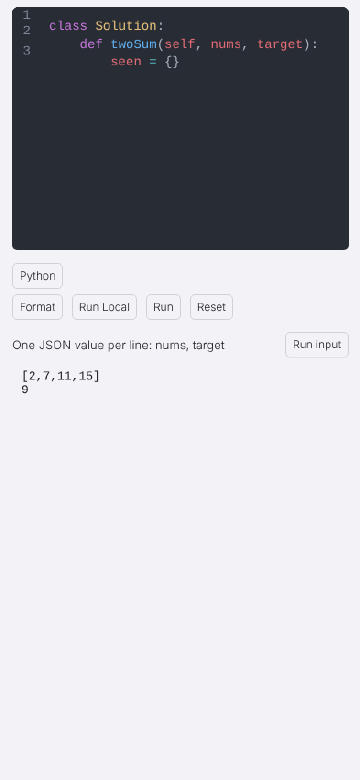 1 class Solution:
2     def twoSum(self, nums, target):
3         seen = {}
Python
Format Run Local Run Reset
One JSON value per line: nums, target Run input
[2,7,11,15]
9